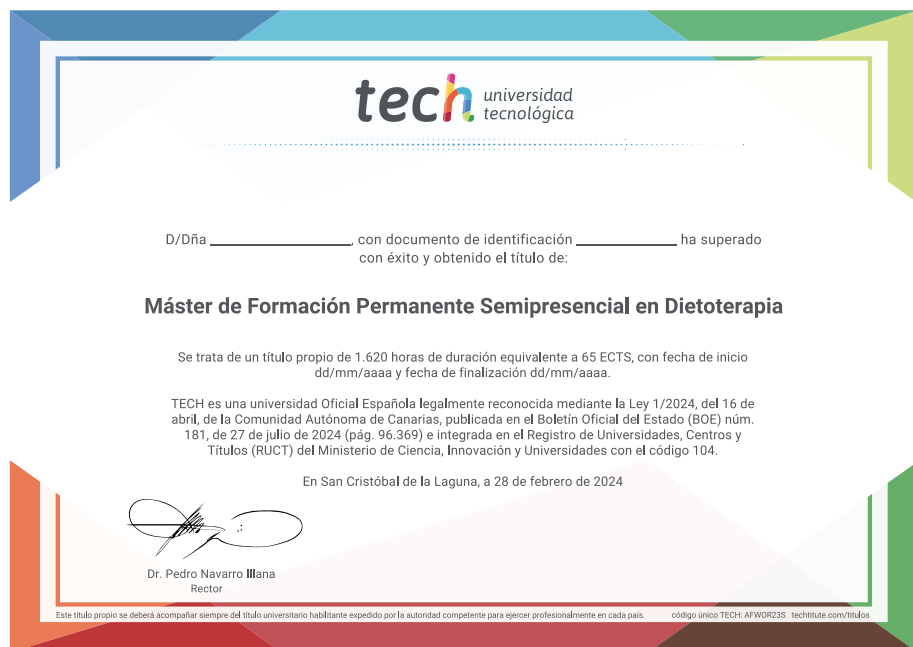 tech universidad
tecnológica
D/Dña ______________, con documento de identificación __________ ha superado
con éxito y obtenido el título de:
Máster de Formación Permanente Semipresencial en Dietoterapia
Se trata de un título propio de 1.620 horas de duración equivalente a 65 ECTS, con fecha de inicio
dd/mm/aaaa y fecha de finalización dd/mm/aaaa.
TECH es una universidad Oficial Española legalmente reconocida mediante la Ley 1/2024, del 16 de
abril, de la Comunidad Autónoma de Canarias, publicada en el Boletín Oficial del Estado (BOE) núm.
181, de 27 de julio de 2024 (pág. 96.369) e integrada en el Registro de Universidades, Centros y
Títulos (RUCT) del Ministerio de Ciencia, Innovación y Universidades con el código 104.
En San Cristóbal de la Laguna, a 28 de febrero de 2024
Dr. Pedro Navarro Illana
Rector
Este título propio se deberá acompañar siempre del título universitario habilitante expedido por la autoridad competente para ejercer profesionalmente en cada país. código único TECH: AFWOR23S techtitute.com/titulos